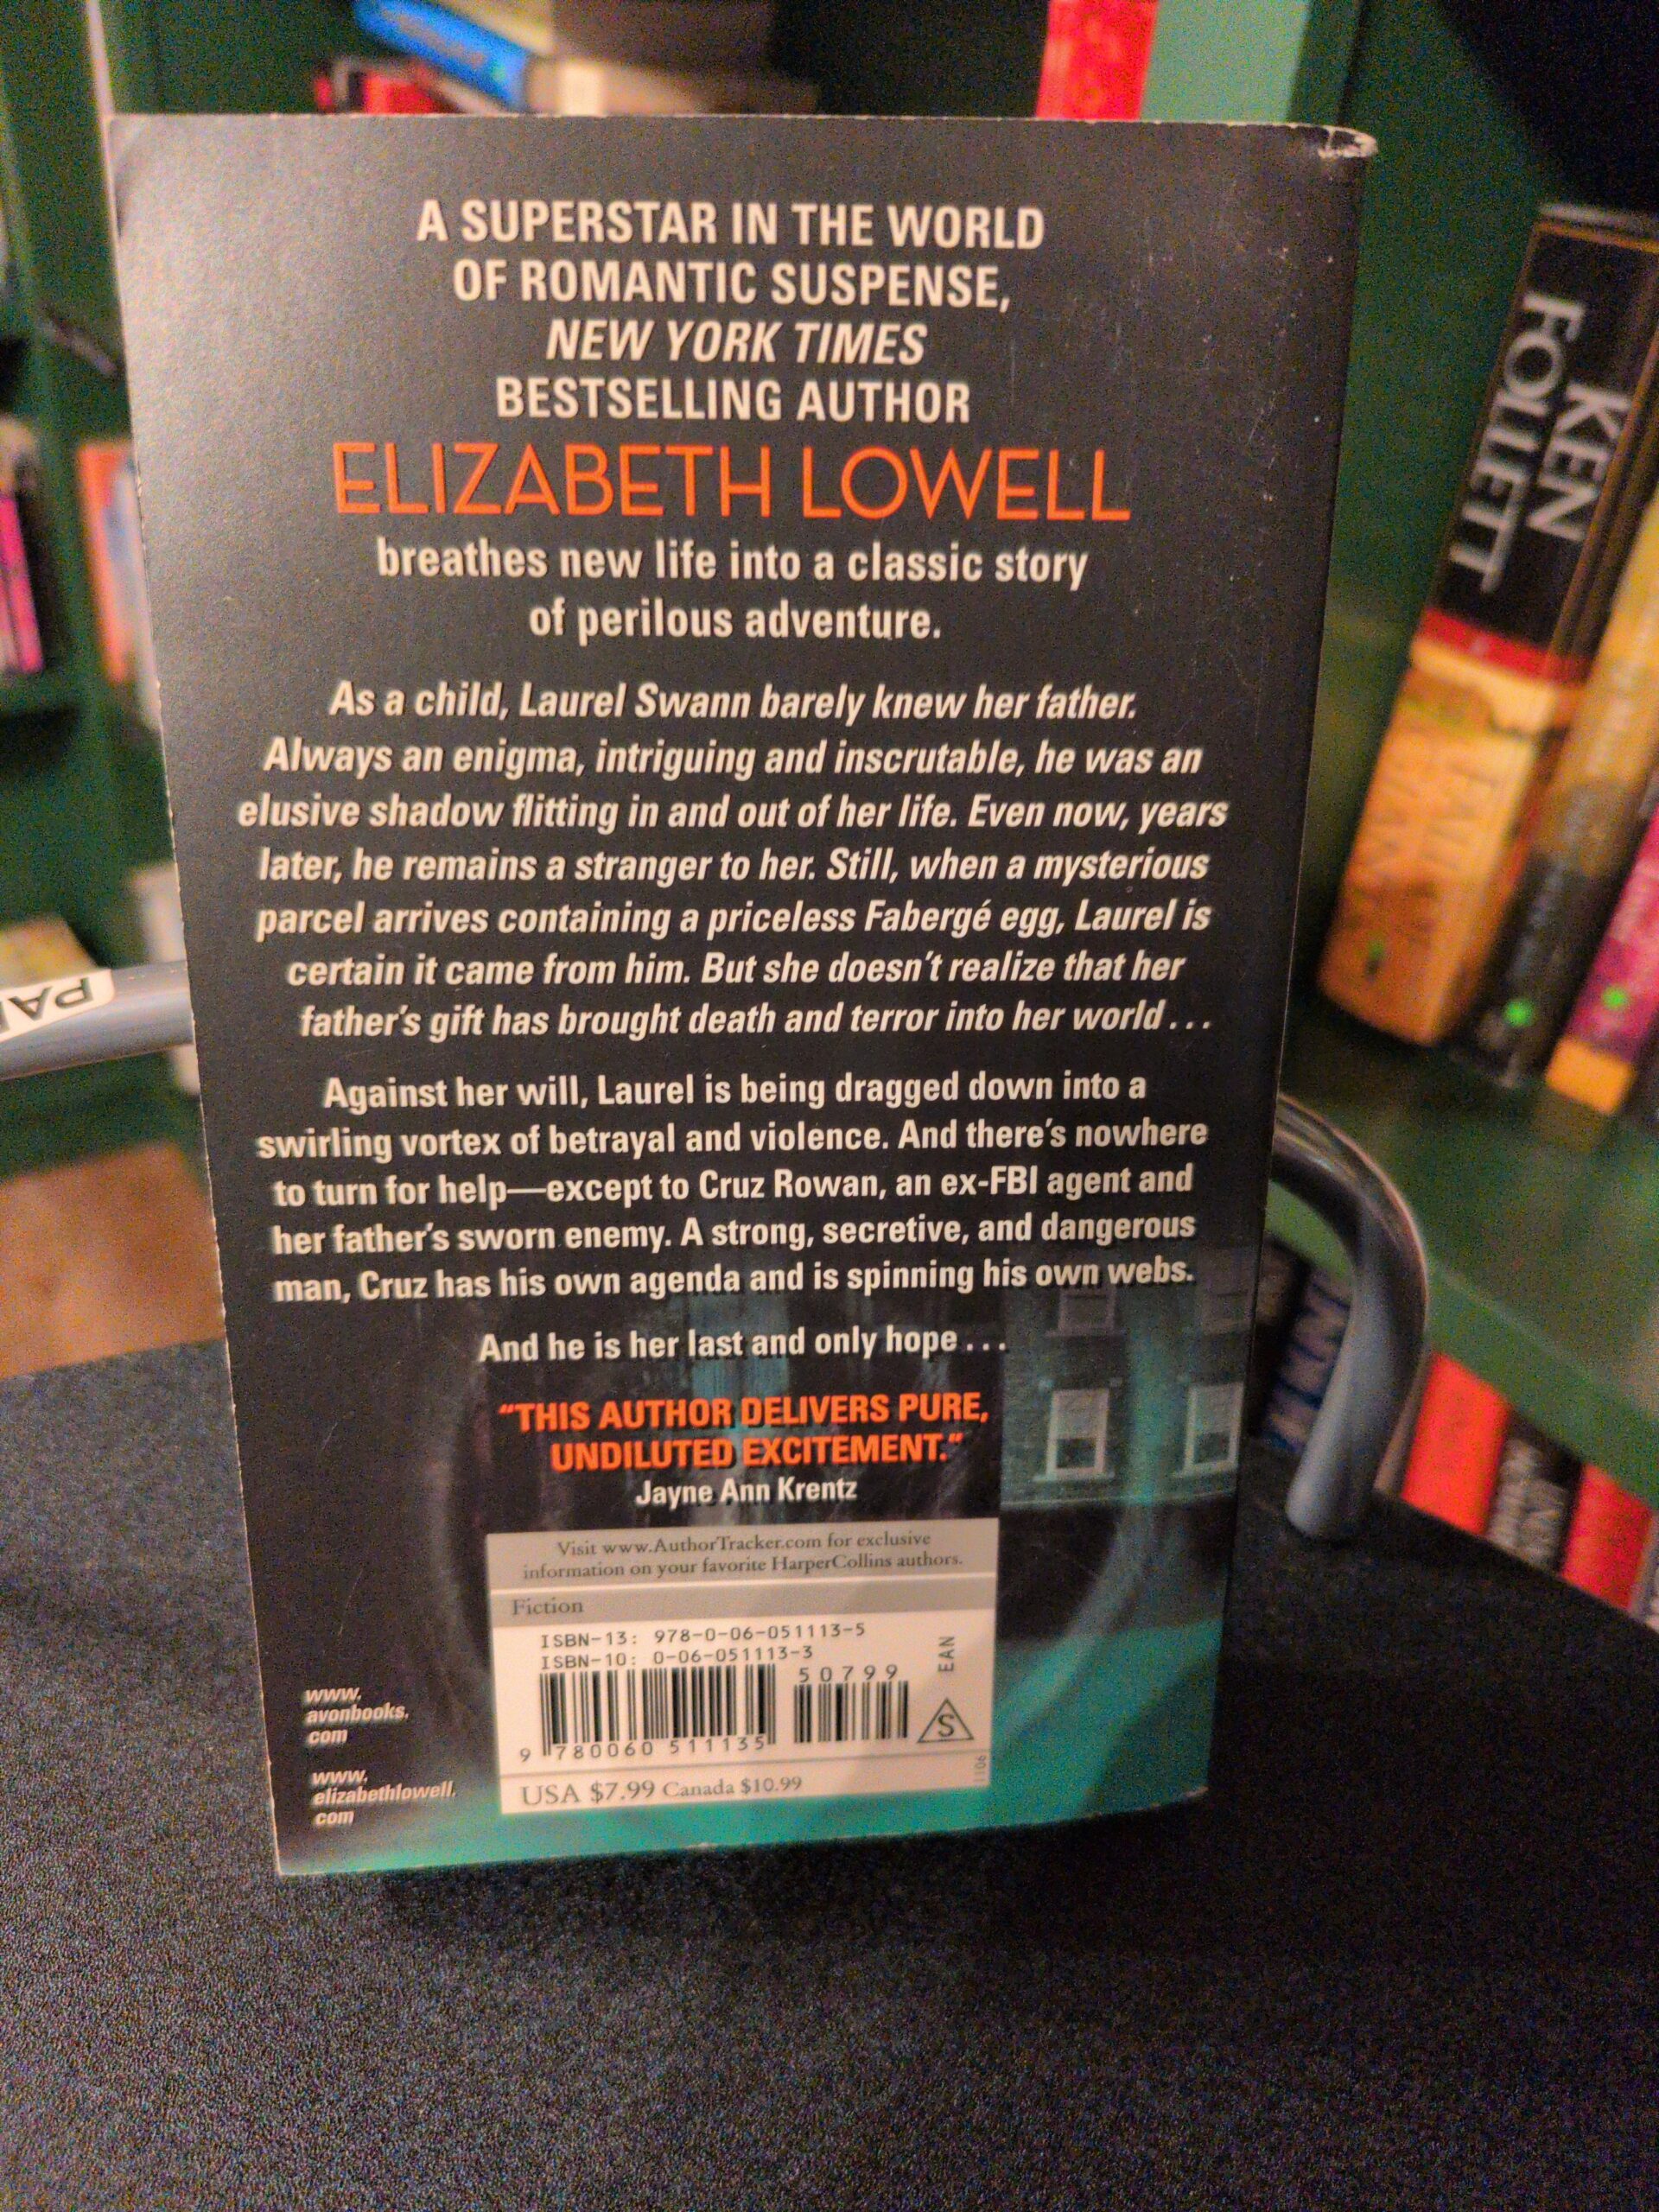 A SUPERSTAR IN THE WORLD
OF ROMANTIC SUSPENSE,
NEW YORK TIMES
BESTSELLING AUTHOR
ELIZABETH LOWELL
breathes new life into a classic story
of perilous adventure.
As a child, Laurel Swann barely knew her father.
Always an enigma, intriguing and inscrutable, he was an
elusive shadow flitting in and out of her life. Even now, years
later, he remains a stranger to her. Still, when a mysterious
parcel arrives containing a priceless Fabergé egg, Laurel is
certain it came from him. But she doesn't realize that her
father's gift has brought death and terror into her world . . .
Against her will, Laurel is being dragged down into a
swirling vortex of betrayal and violence. And there's nowhere
to turn for help—except to Cruz Rowan, an ex-FBI agent and
her father's sworn enemy. A strong, secretive, and dangerous
man, Cruz has his own agenda and is spinning his own webs.
And he is her last and only hope . . .
"THIS AUTHOR DELIVERS PURE,
UNDILUTED EXCITEMENT."
Jayne Ann Krentz
Visit www.AuthorTracker.com for exclusive
information on your favorite HarperCollins authors.
Fiction
ISBN-13: 978-0-06-051113-5
ISBN-10: 0-06-051113-3
50799
EAN
S
9 780060 511135
1106
USA $7.99 Canada $10.99
www.
avonbooks.
com
www.
elizabethlowell.
com
KEN
FOLLETT